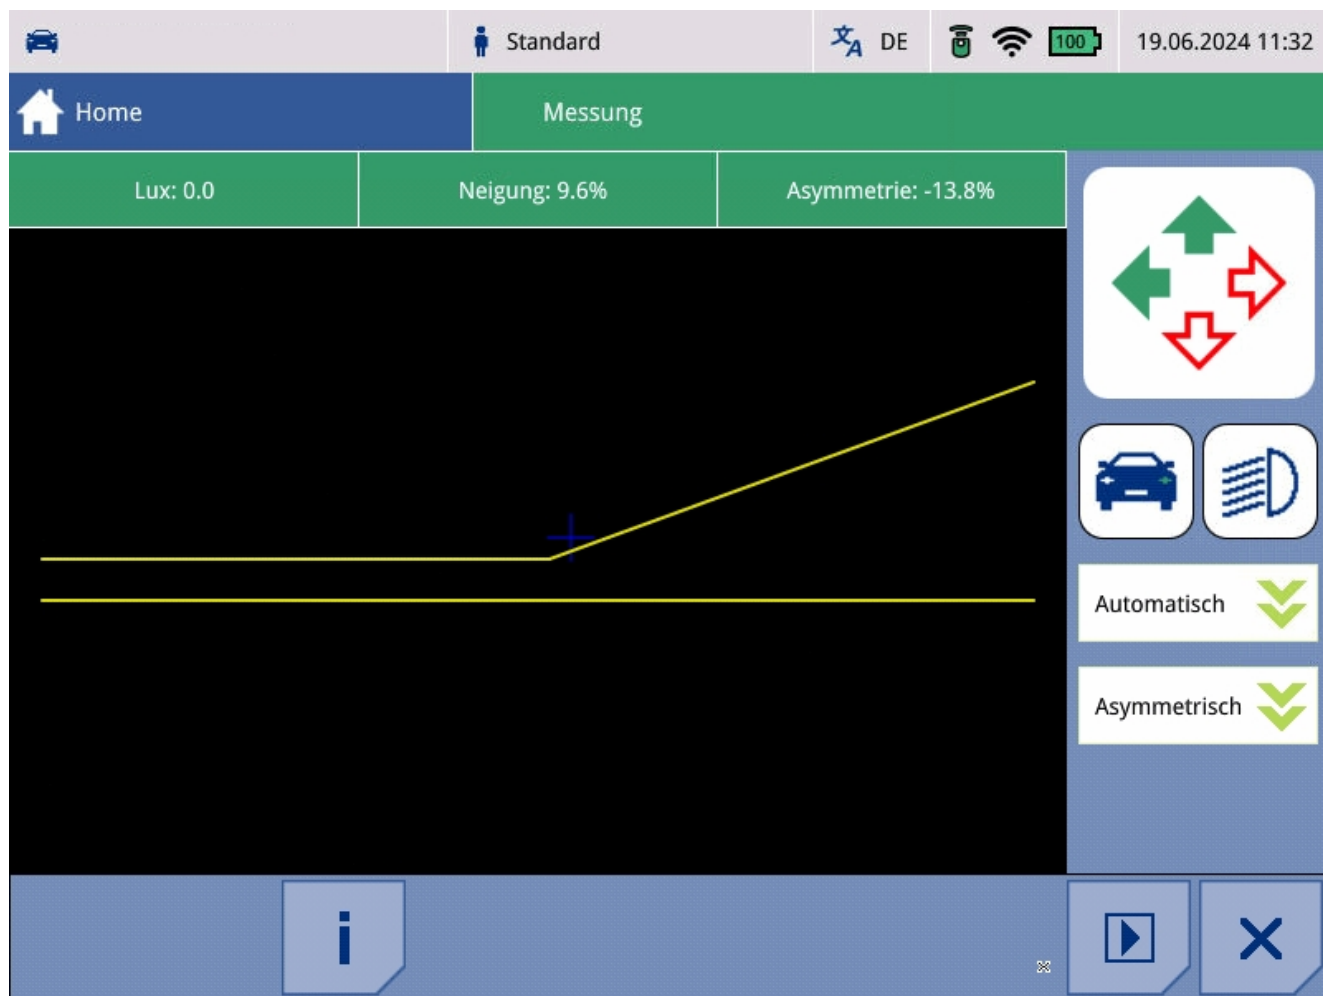 Standard
DE
100
19.06.2024 11:32
Home
Messung
Lux: 0.0
Neigung: 9.6%
Asymmetrie: -13.8%
Automatisch
Asymmetrisch
i